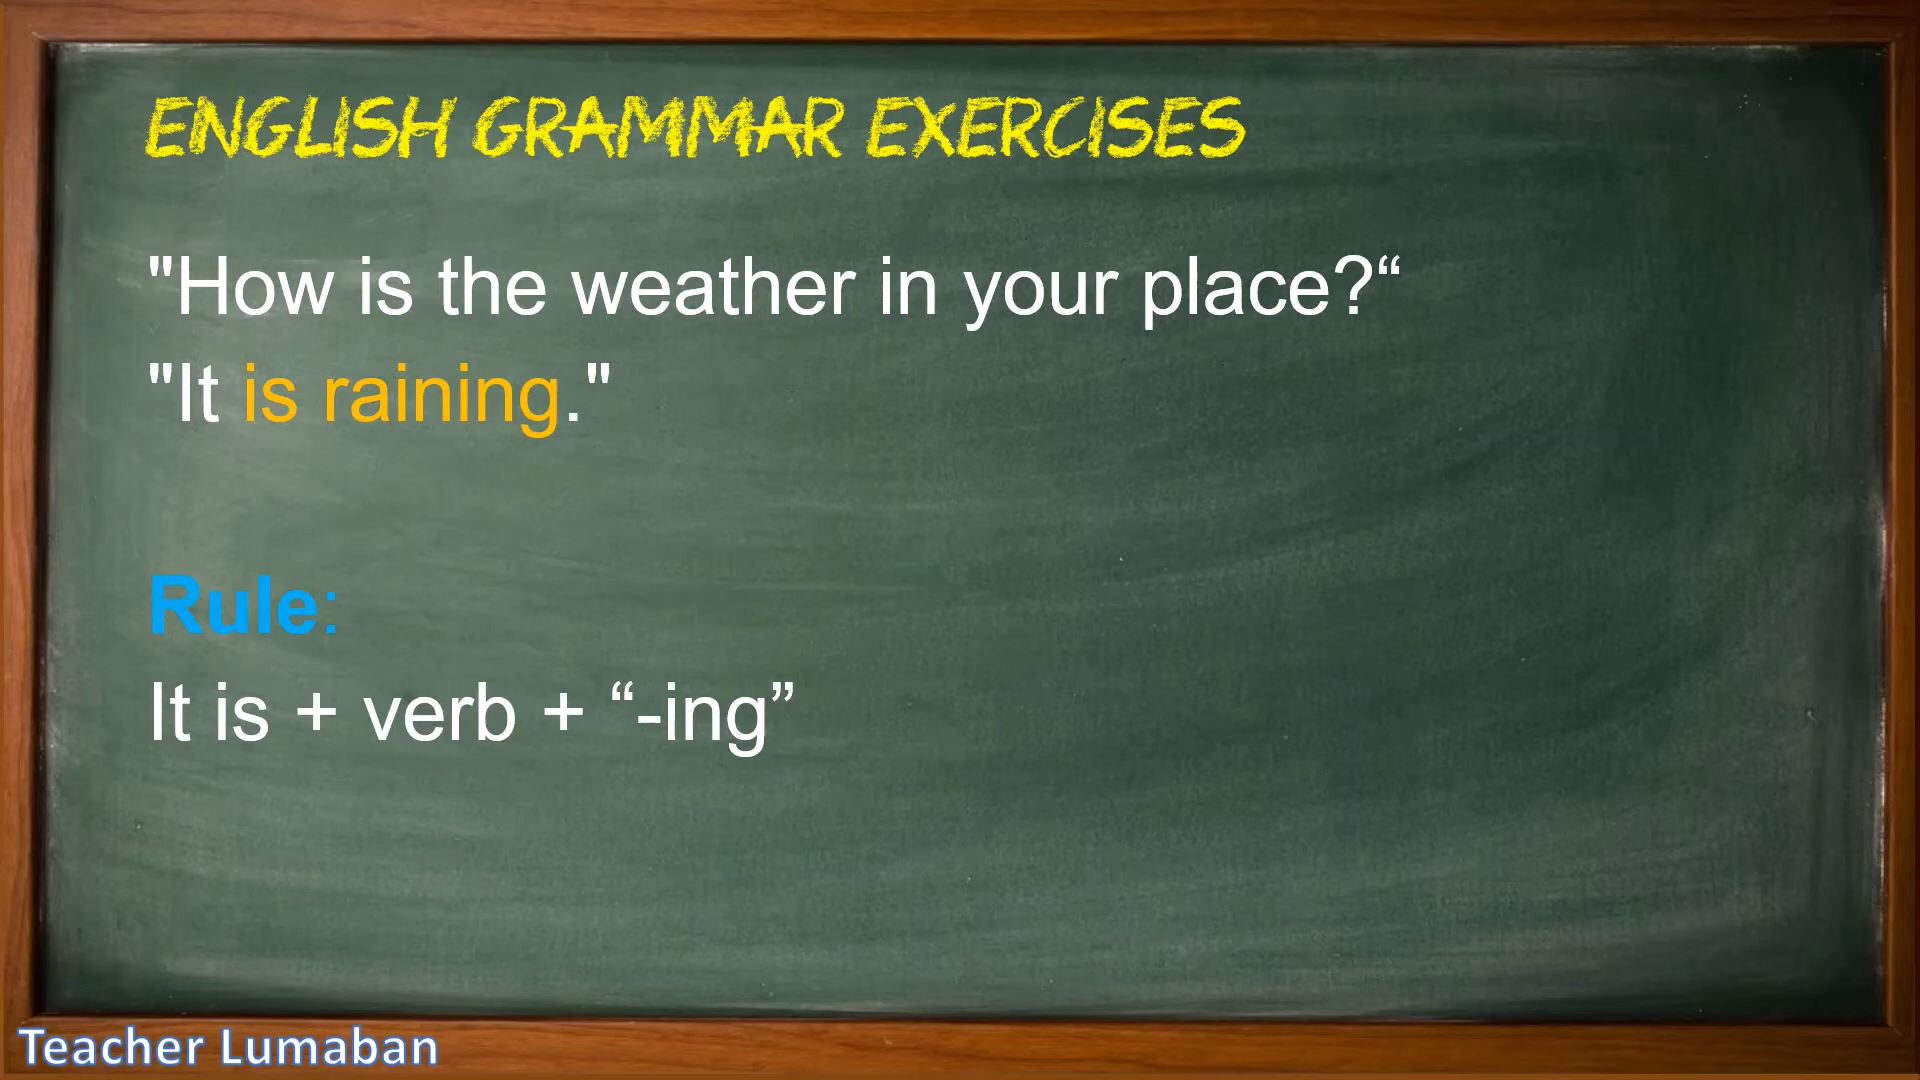 ENGLISH GRAMMAR EXERCISES
"How is the weather in your place?“
"It is raining."
Rule:
It is + verb + “-ing”
Teacher Lumaban